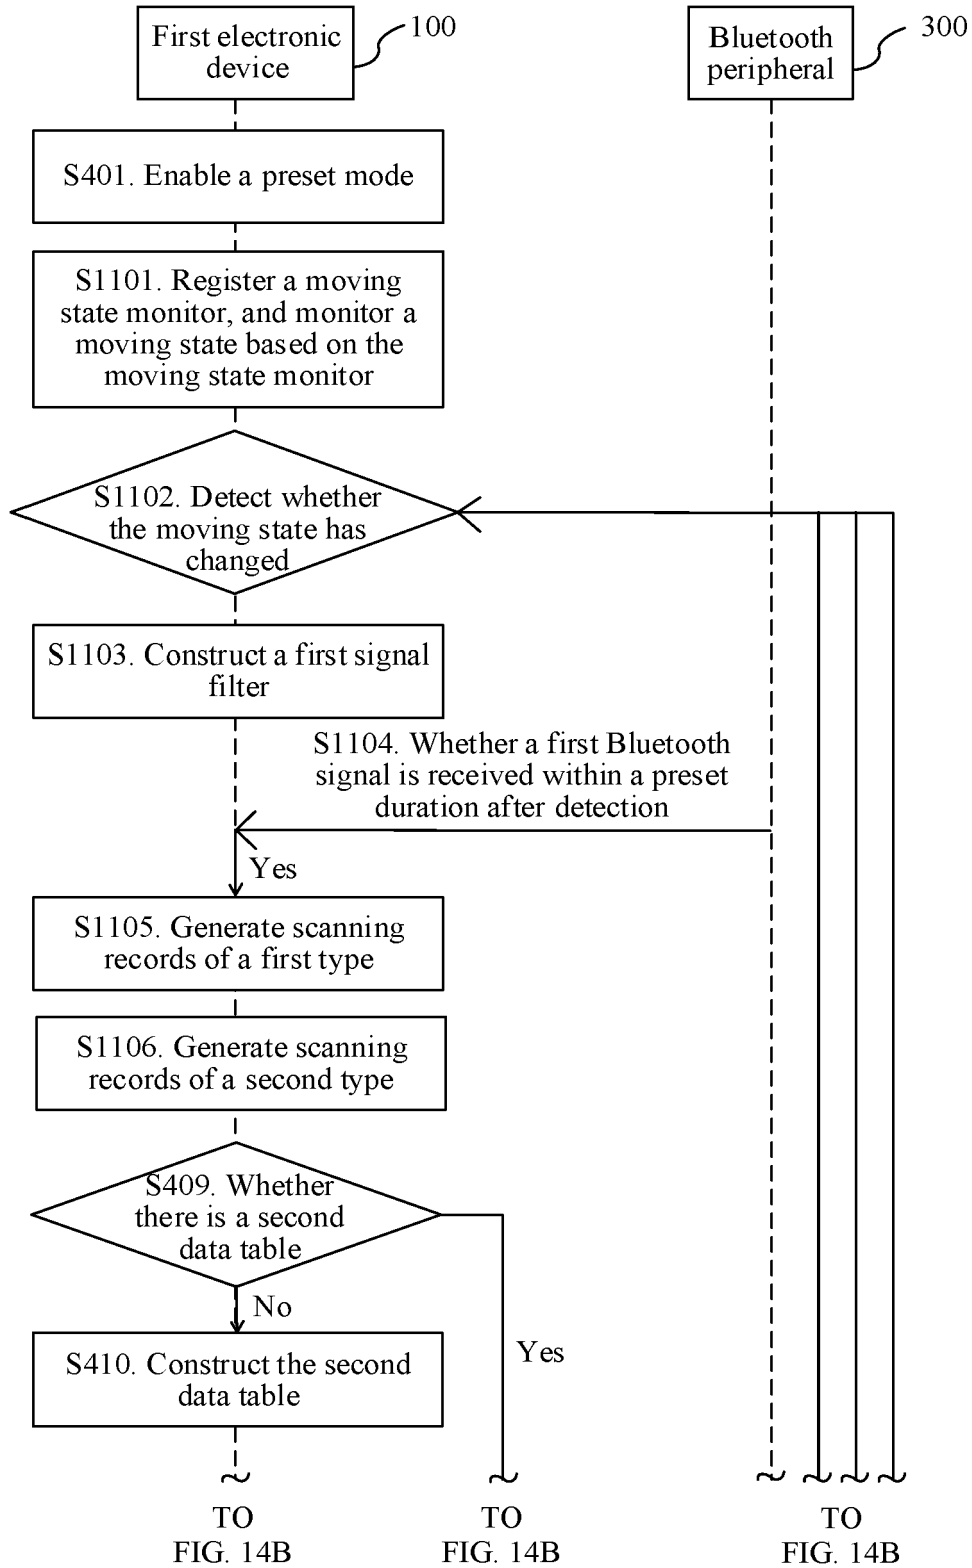 First electronic
device
100
Bluetooth
peripheral
300
S401. Enable a preset mode
S1101. Register a moving
state monitor, and monitor a
moving state based on the
moving state monitor
S1102. Detect whether
the moving state has
changed
S1103. Construct a first signal
filter
S1104. Whether a first Bluetooth
signal is received within a preset
duration after detection
Yes
S1105. Generate scanning
records of a first type
S1106. Generate scanning
records of a second type
S409. Whether
there is a second
data table
No
Yes
S410. Construct the second
data table
TO
FIG. 14B
TO
FIG. 14B
TO
FIG. 14B